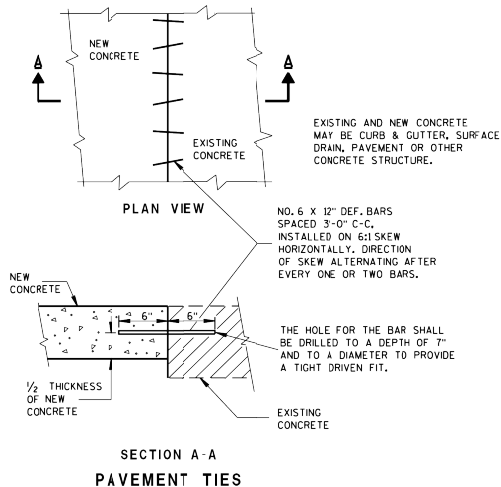 NEW
CONCRETE
A
A
EXISTING
CONCRETE
EXISTING AND NEW CONCRETE
MAY BE CURB & GUTTER, SURFACE
DRAIN, PAVEMENT OR OTHER
CONCRETE STRUCTURE.
PLAN VIEW
NO. 6 X 12" DEF. BARS
SPACED 3'-0" C-C,
INSTALLED ON 6:1 SKEW
HORIZONTALLY. DIRECTION
OF SKEW ALTERNATING AFTER
EVERY ONE OR TWO BARS.
NEW
CONCRETE
6" 6"
THE HOLE FOR THE BAR SHALL
BE DRILLED TO A DEPTH OF 7"
AND TO A DIAMETER TO PROVIDE
A TIGHT DRIVEN FIT.
½ THICKNESS
OF NEW
CONCRETE
EXISTING
CONCRETE
SECTION A-A
PAVEMENT TIES